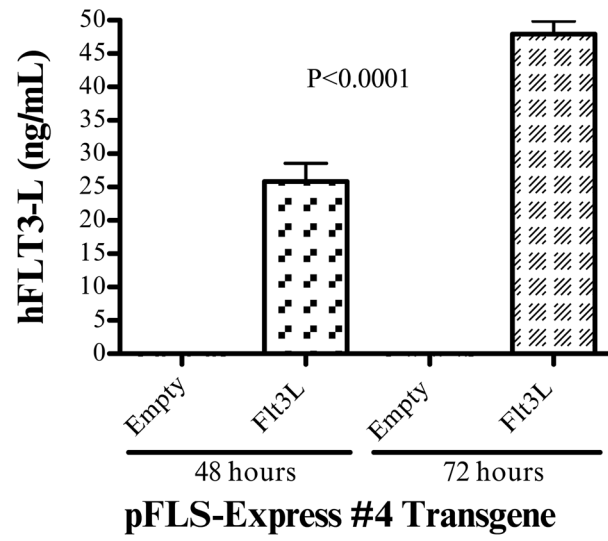 hFLT3-L (ng/mL)
50
45
40
35
30
25
20
15
10
5
0
P<0.0001
Empty
Flt3L
Empty
Flt3L
48 hours
72 hours
pFLS-Express #4 Transgene